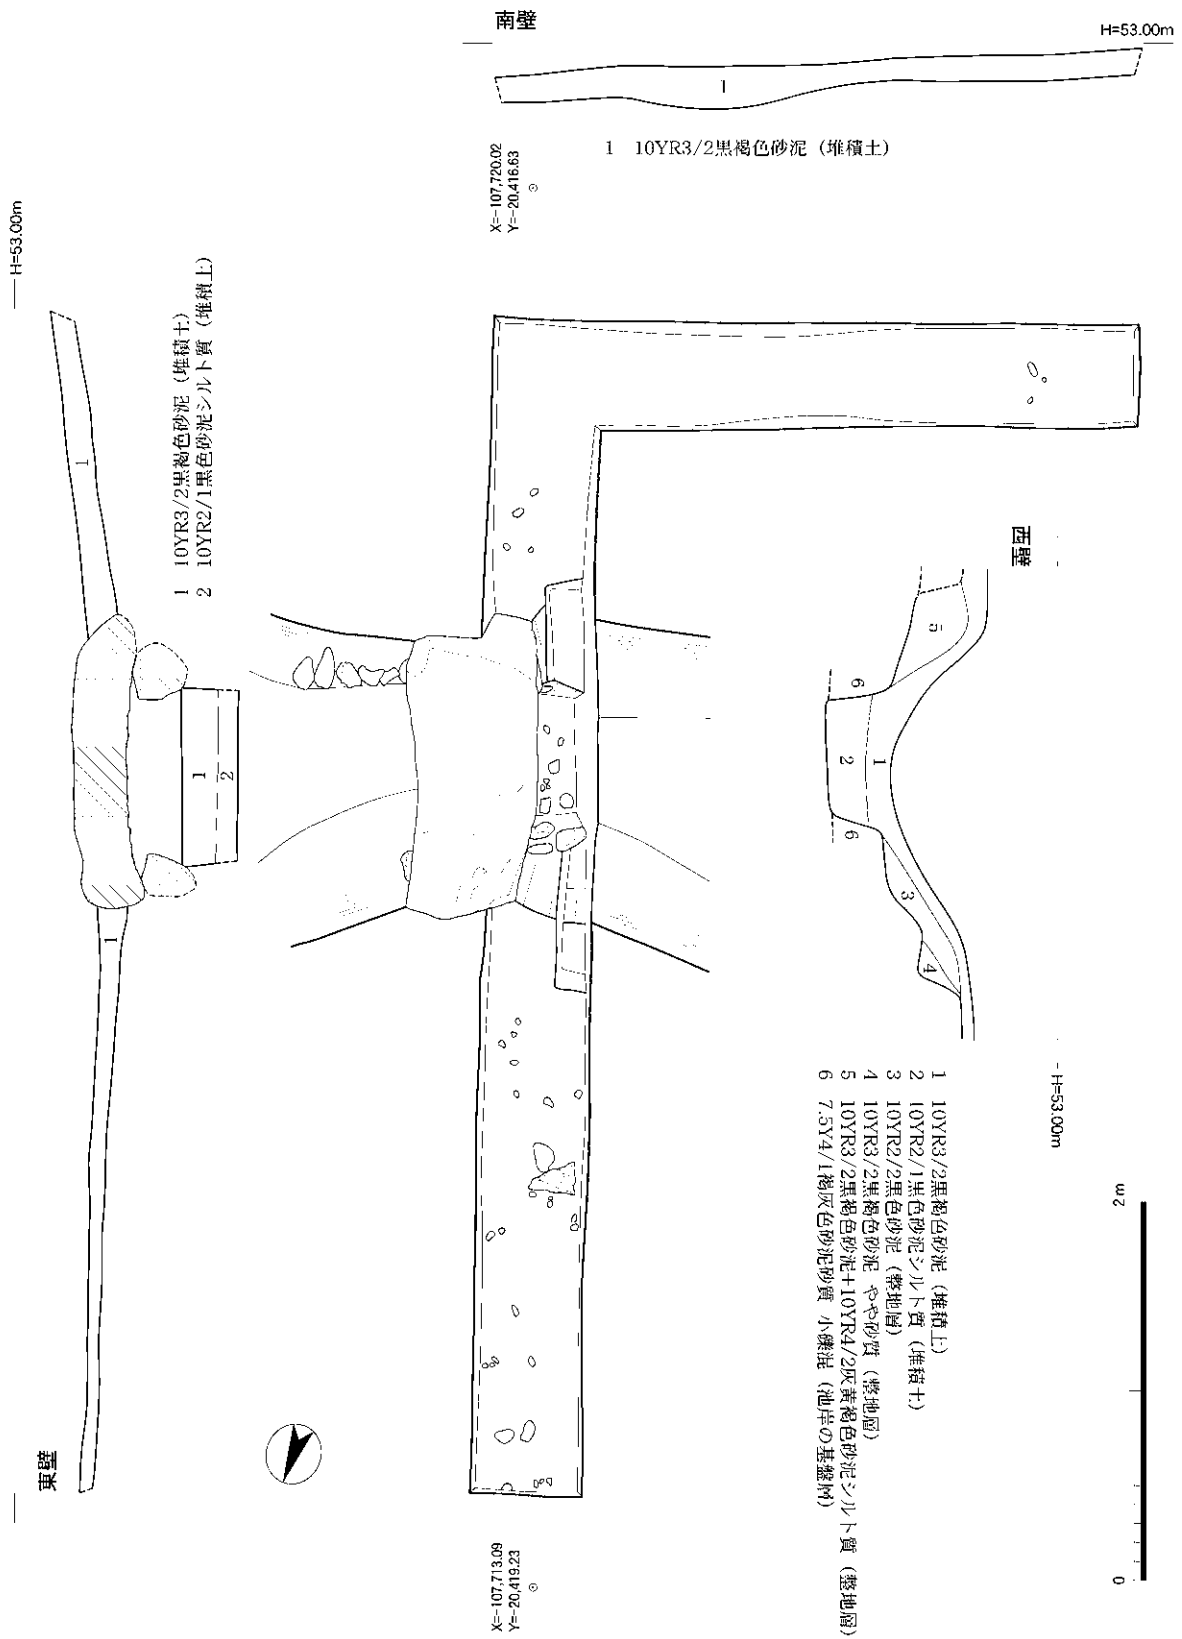 南壁
H=53.00m
1
1 10YR3/2黒褐色砂泥（堆積土）
X=-107,720.02
Y=-20,416.63
H=53.00m
1 10YR3/2黒褐色砂泥（堆積土）
2 10YR2/1黒色砂泥シルト質（堆積土）
1
1
2
1
東壁
西壁
5
6
1
2
6
3
4
H=53.00m
1 10YR3/2黒褐色砂泥（堆積土）
2 10YR2/1黒色砂泥シルト質（堆積土）
3 10YR2/2黒色砂泥（整地層）
4 10YR3/2黒褐色砂泥 やや砂質（整地層）
5 10YR3/2黒褐色砂泥+10YR4/2灰黄褐色砂泥シルト質（整地層）
6 7.5Y4/1褐灰色砂泥砂質 小礫混（池岸の基盤層）
X=-107,713.09
Y=-20,419.23
2m
0